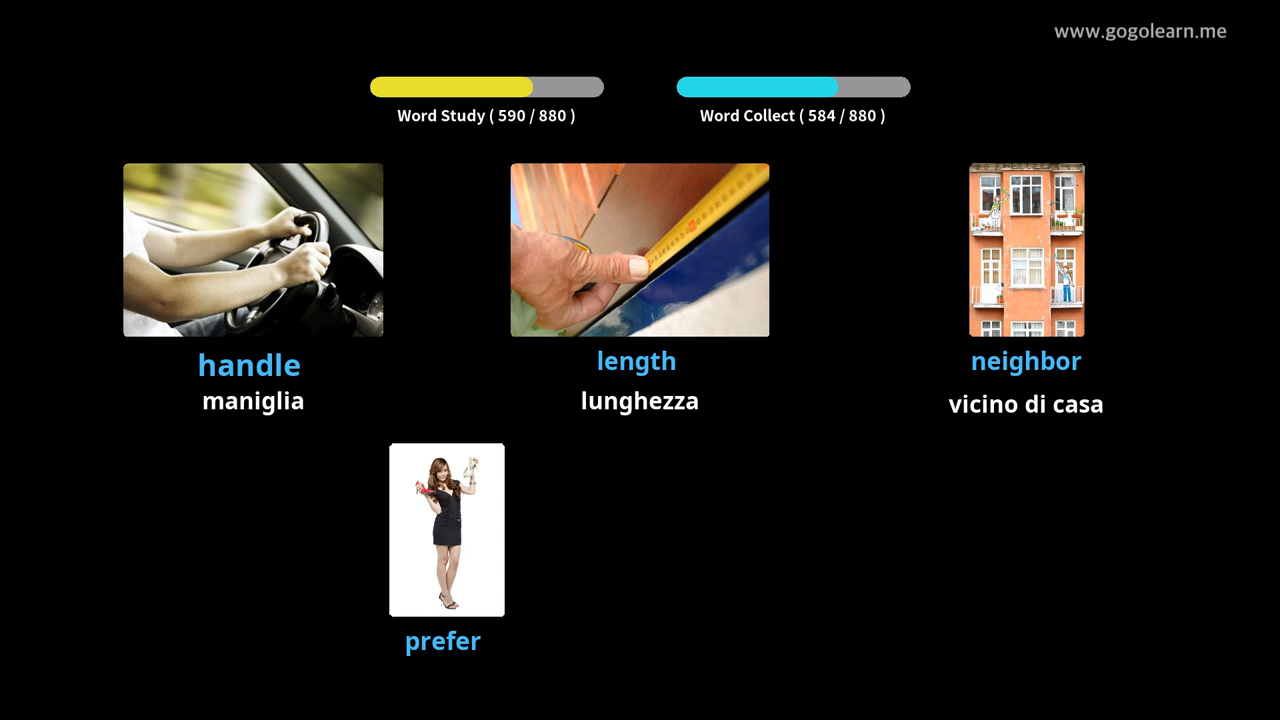 www.gogolearn.me
Word Study ( 590 / 880 )
Word Collect ( 584 / 880 )
handle
maniglia
length
lunghezza
neighbor
vicino di casa
prefer